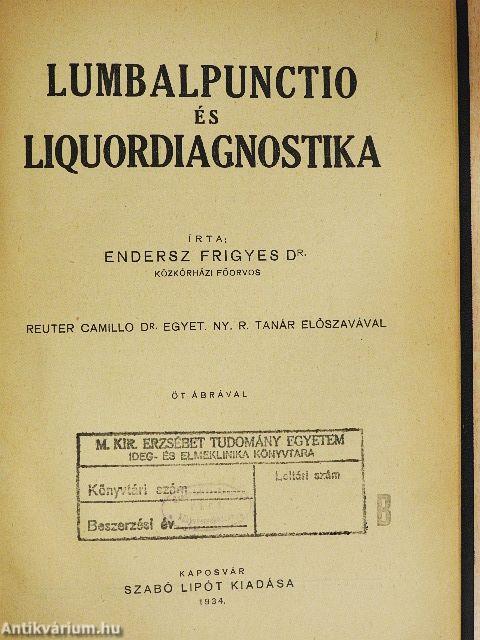 LUMBALPUNCTIO
ÉS
LIQUORDIAGNOSTIKA
ÍRTA;
ENDERSZ FRIGYES DR.
KÖZKÓRHÁZI FŐORVOS
REUTER CAMILLO DR. EGYET. NY. R. TANÁR ELŐSZAVÁVAL
ÖT ÁBRÁVAL
M. KIR. ERZSÉBET TUDOMÁNY EGYETEM
IDEG- ÉS ELMEKLINIKA KÖNYVTÁRA
Könyvtári szám
Leltári szám
Beszerzési év
B
KAPOSVÁR
SZABÓ LIPÓT KIADÁSA
1934.
Antikvárium.hu